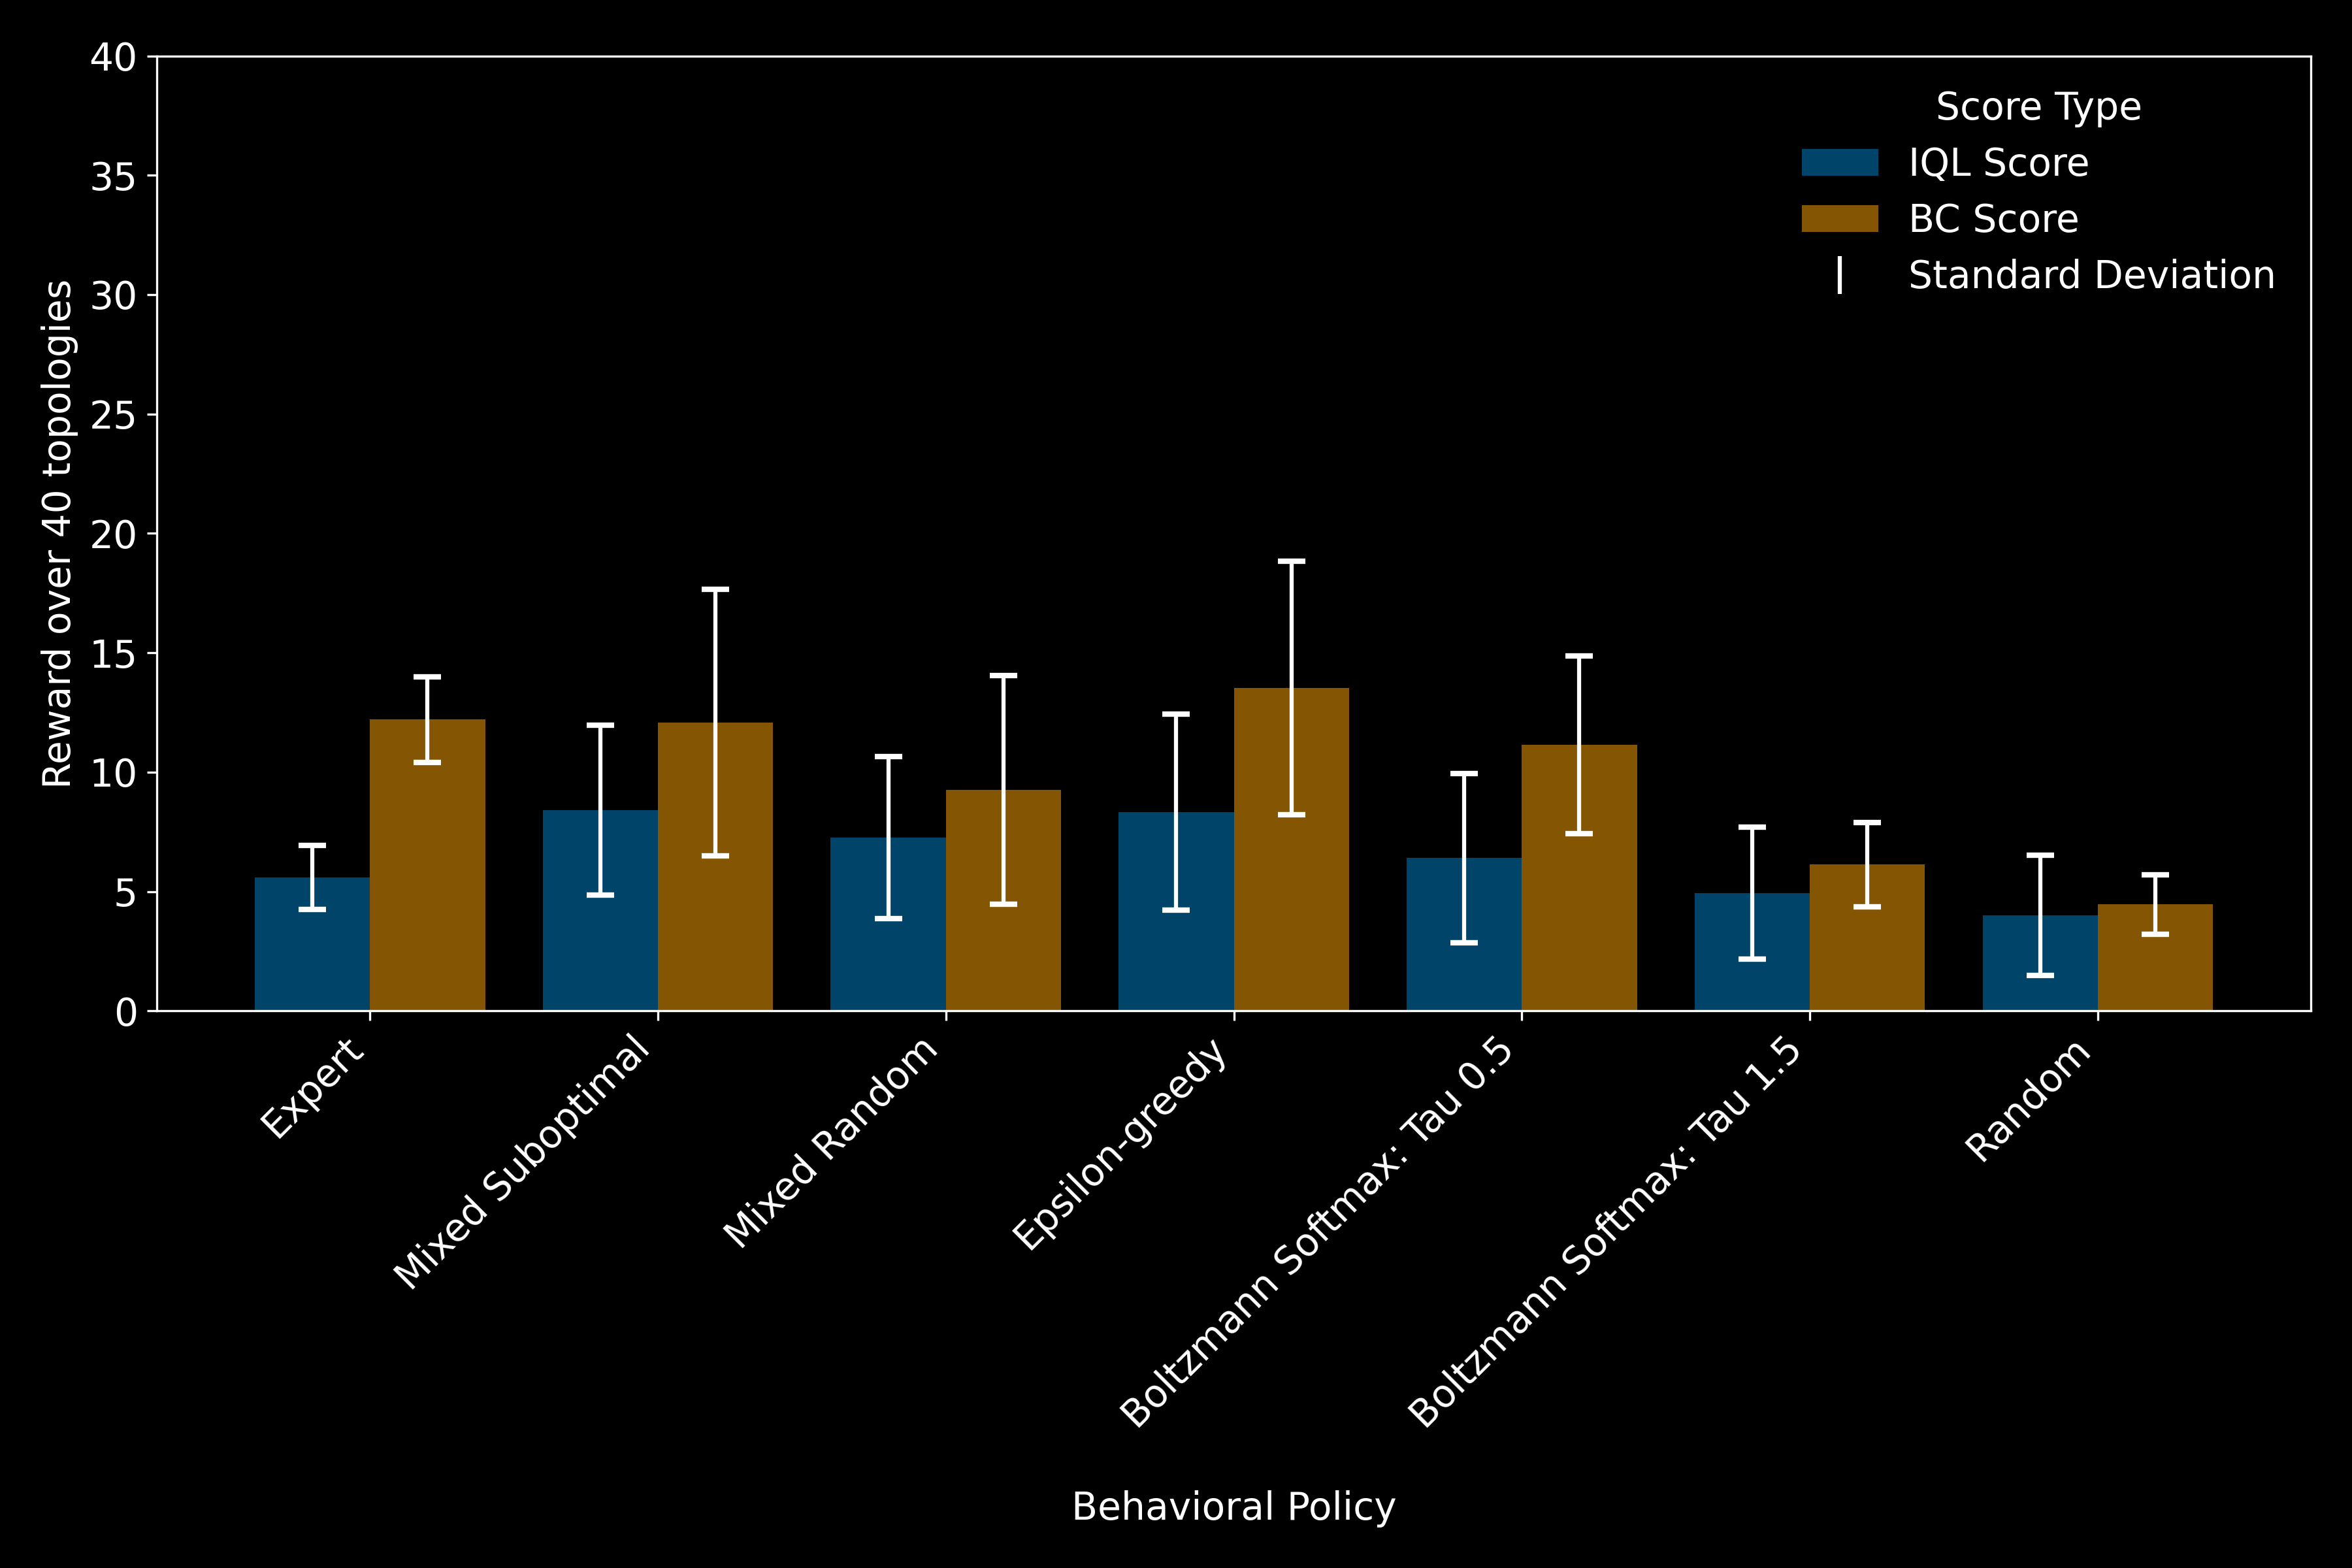 40
35
30
25
20
15
10
5
0
Reward over 40 topologies
Score Type
IQL Score
BC Score
Standard Deviation
Expert
Mixed Suboptimal
Mixed Random
Epsilon-greedy
Boltzmann Softmax: Tau 0.5
Boltzmann Softmax: Tau 1.5
Random
Behavioral Policy